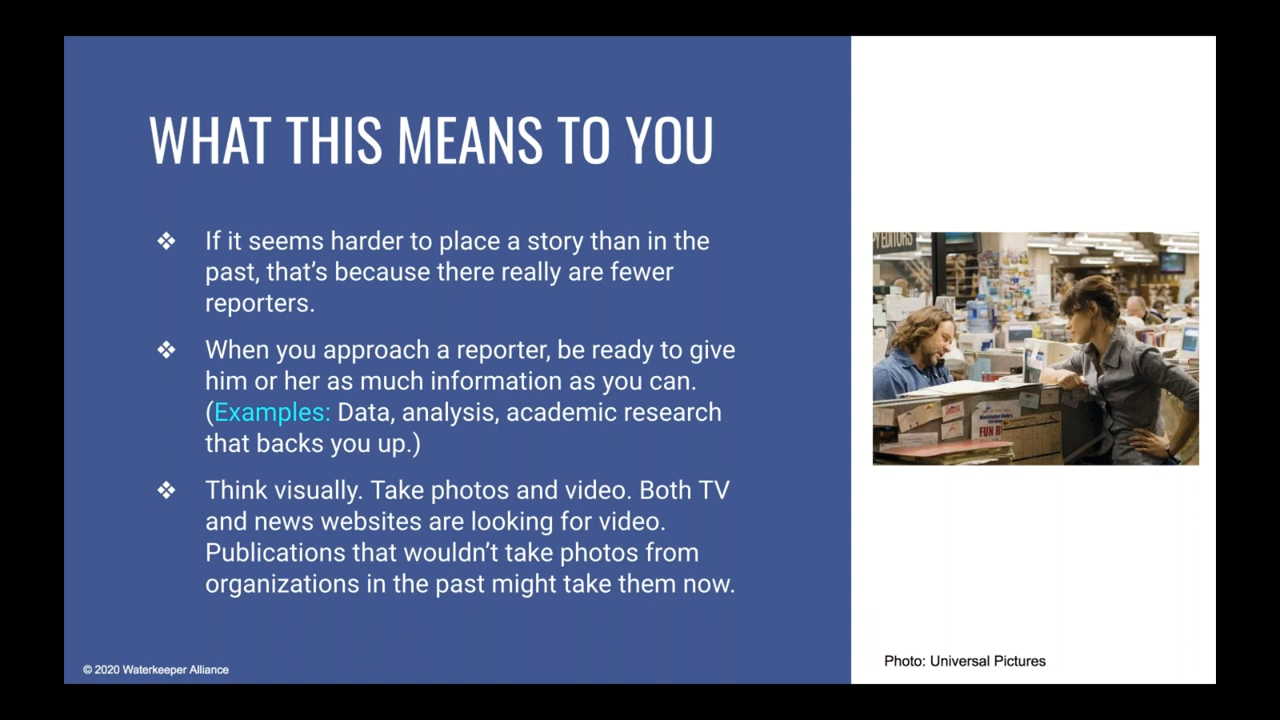 WHAT THIS MEANS TO YOU
❖ If it seems harder to place a story than in the
past, that’s because there really are fewer
reporters.
❖ When you approach a reporter, be ready to give
him or her as much information as you can.
(Examples: Data, analysis, academic research
that backs you up.)
❖ Think visually. Take photos and video. Both TV
and news websites are looking for video.
Publications that wouldn’t take photos from
organizations in the past might take them now.
© 2020 Waterkeeper Alliance
EDITORS
FUN R
Photo: Universal Pictures